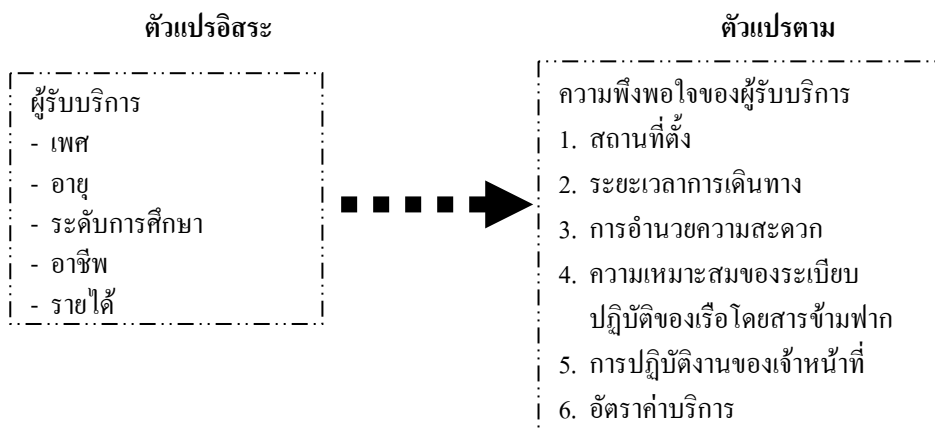 ตัวแปรอิสระ
ผู้รับบริการ
- เพศ
- อายุ
- ระดับการศึกษา
- อาชีพ
- รายได้
ตัวแปรตาม
ความพึงพอใจของผู้รับบริการ
1. สถานที่ตั้ง
2. ระยะเวลาการเดินทาง
3. การอำนวยความสะดวก
4. ความเหมาะสมของระเบียบ
ปฏิบัติของเรือโดยสารข้ามฟาก
5. การปฏิบัติงานของเจ้าหน้าที่
6. อัตราค่าบริการ